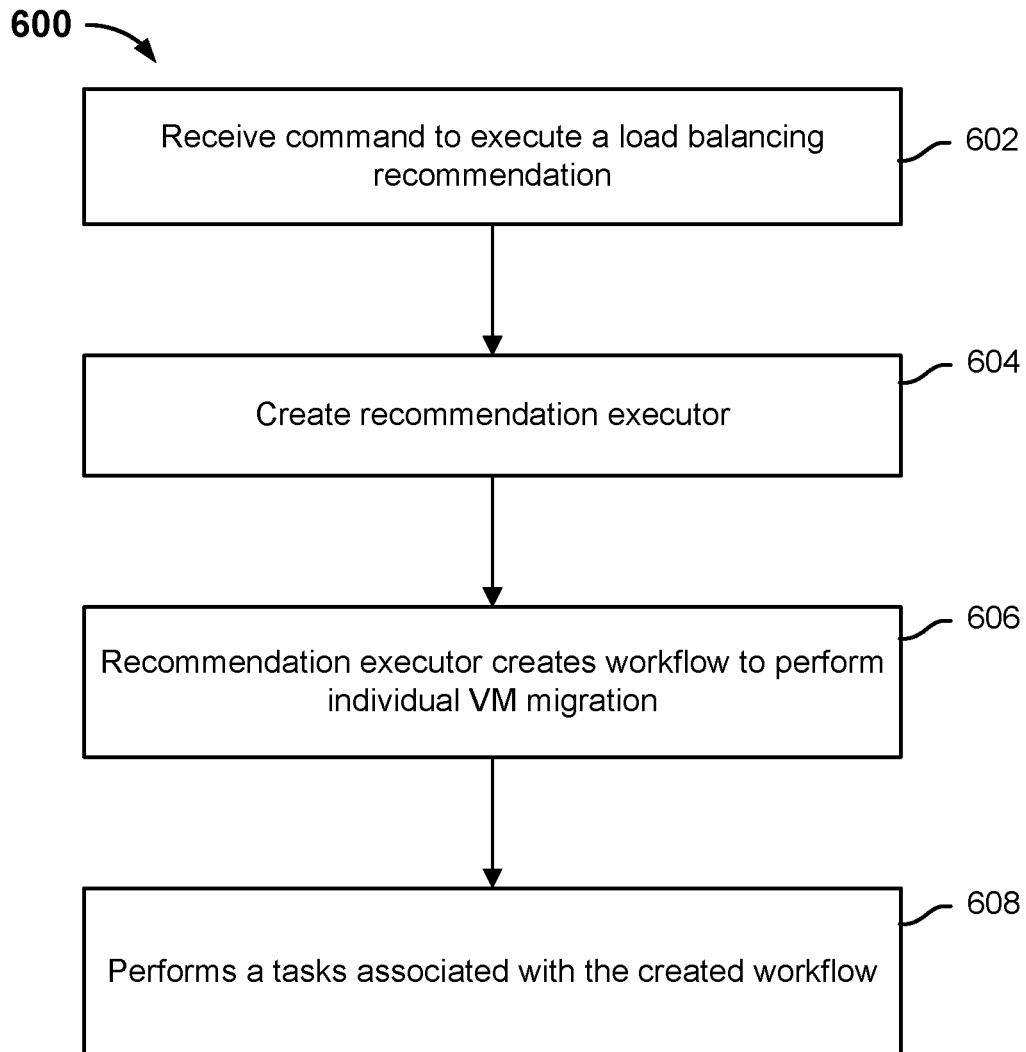 600
Receive command to execute a load balancing
recommendation
602
Create recommendation executor
604
Recommendation executor creates workflow to perform
individual VM migration
606
Performs a tasks associated with the created workflow
608